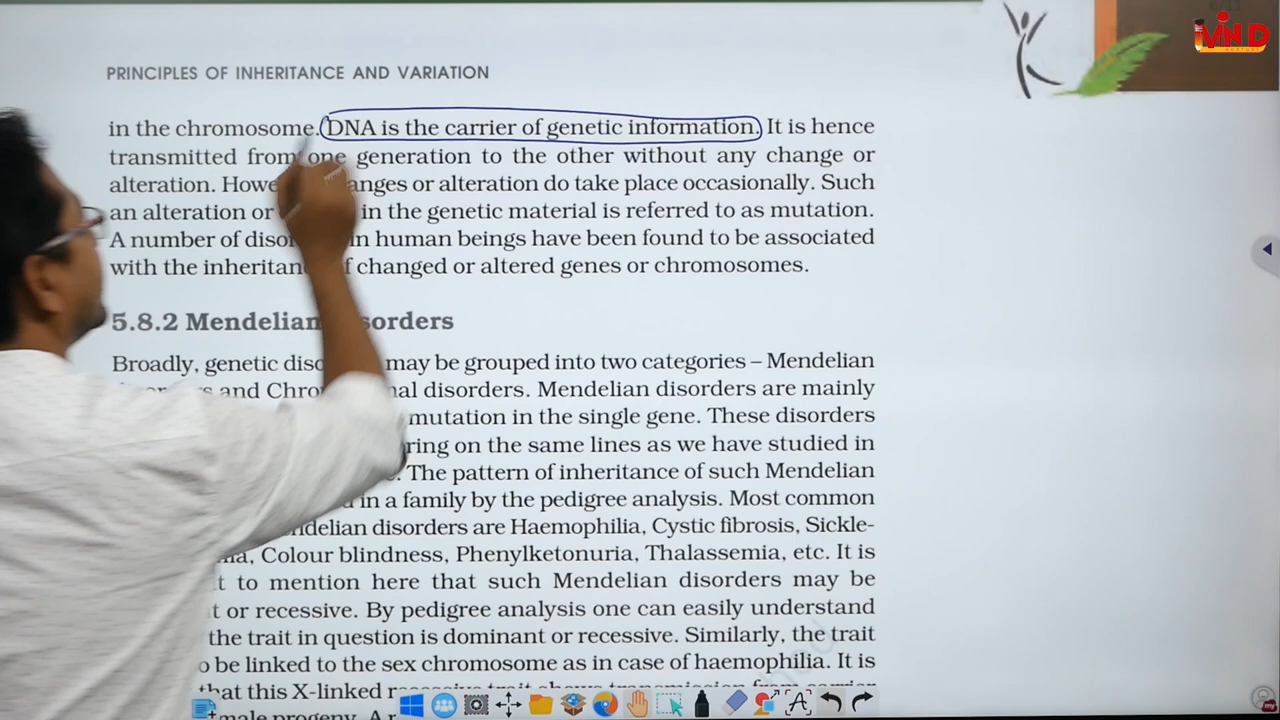 MIND
PRINCIPLES OF INHERITANCE AND VARIATION
in the chromosome. DNA is the carrier of genetic information. It is hence
transmitted from one generation to the other without any change or
alteration. anges or alteration do take place occasionally. Such
an alteration or in the genetic material is referred to as mutation.
A number of in human beings have been found to be associated
with the changed or altered genes or chromosomes.
5.8.2 Mendelian sorders
Broadly, genetic may be grouped into two categories – Mendelian
and nal disorders. Mendelian disorders are mainly
mutation in the single gene. These disorders
ring on the same lines as we have studied in
The pattern of inheritance of such Mendelian
in a family by the pedigree analysis. Most common
ndelian disorders are Haemophilia, Cystic fibrosis, Sickle-
Colour blindness, Phenylketonuria, Thalassemia, etc. It is
t to mention here that such Mendelian disorders may be
t or recessive. By pedigree analysis one can easily understand
the trait in question is dominant or recessive. Similarly, the trait
o be linked to the sex chromosome as in case of haemophilia. It is
that this X-linked
male progeny. A